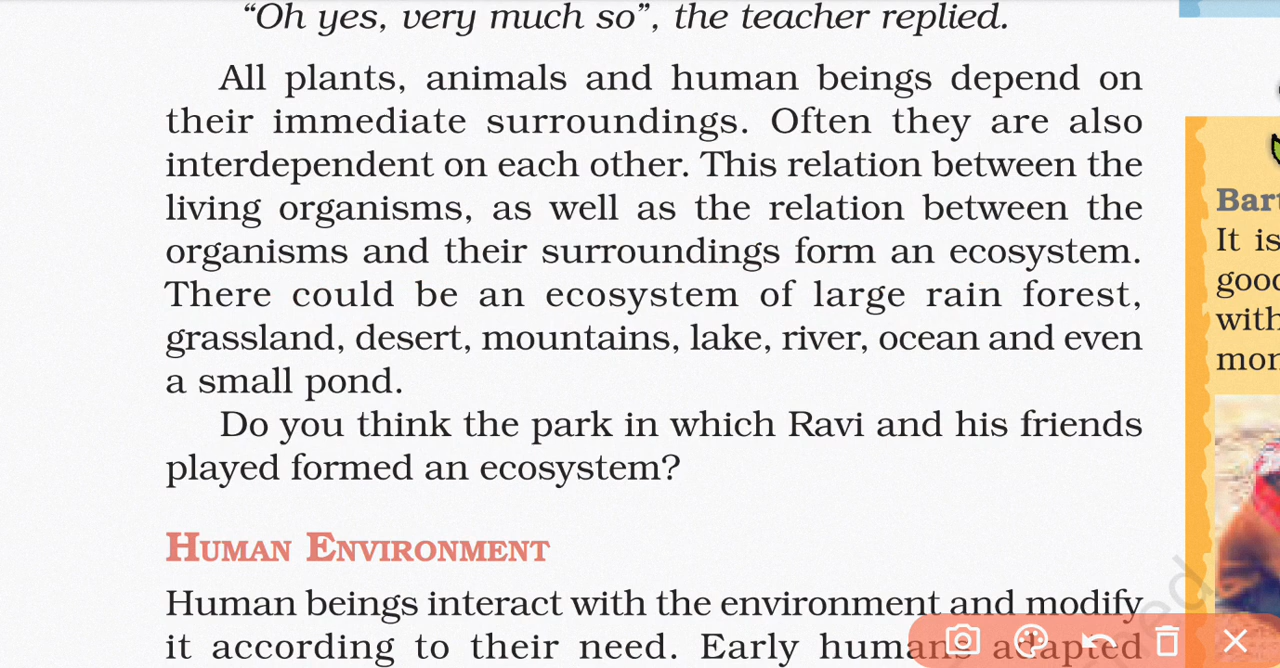 “Oh yes, very much so”, the teacher replied.
All plants, animals and human beings depend on
their immediate surroundings. Often they are also
interdependent on each other. This relation between the
living organisms, as well as the relation between the
organisms and their surroundings form an ecosystem.
There could be an ecosystem of large rain forest,
grassland, desert, mountains, lake, river, ocean and even
a small pond.
Do you think the park in which Ravi and his friends
played formed an ecosystem?
HUMAN ENVIRONMENT
Human beings interact with the environment and modify
it according to their need. Early humans adapted
It is